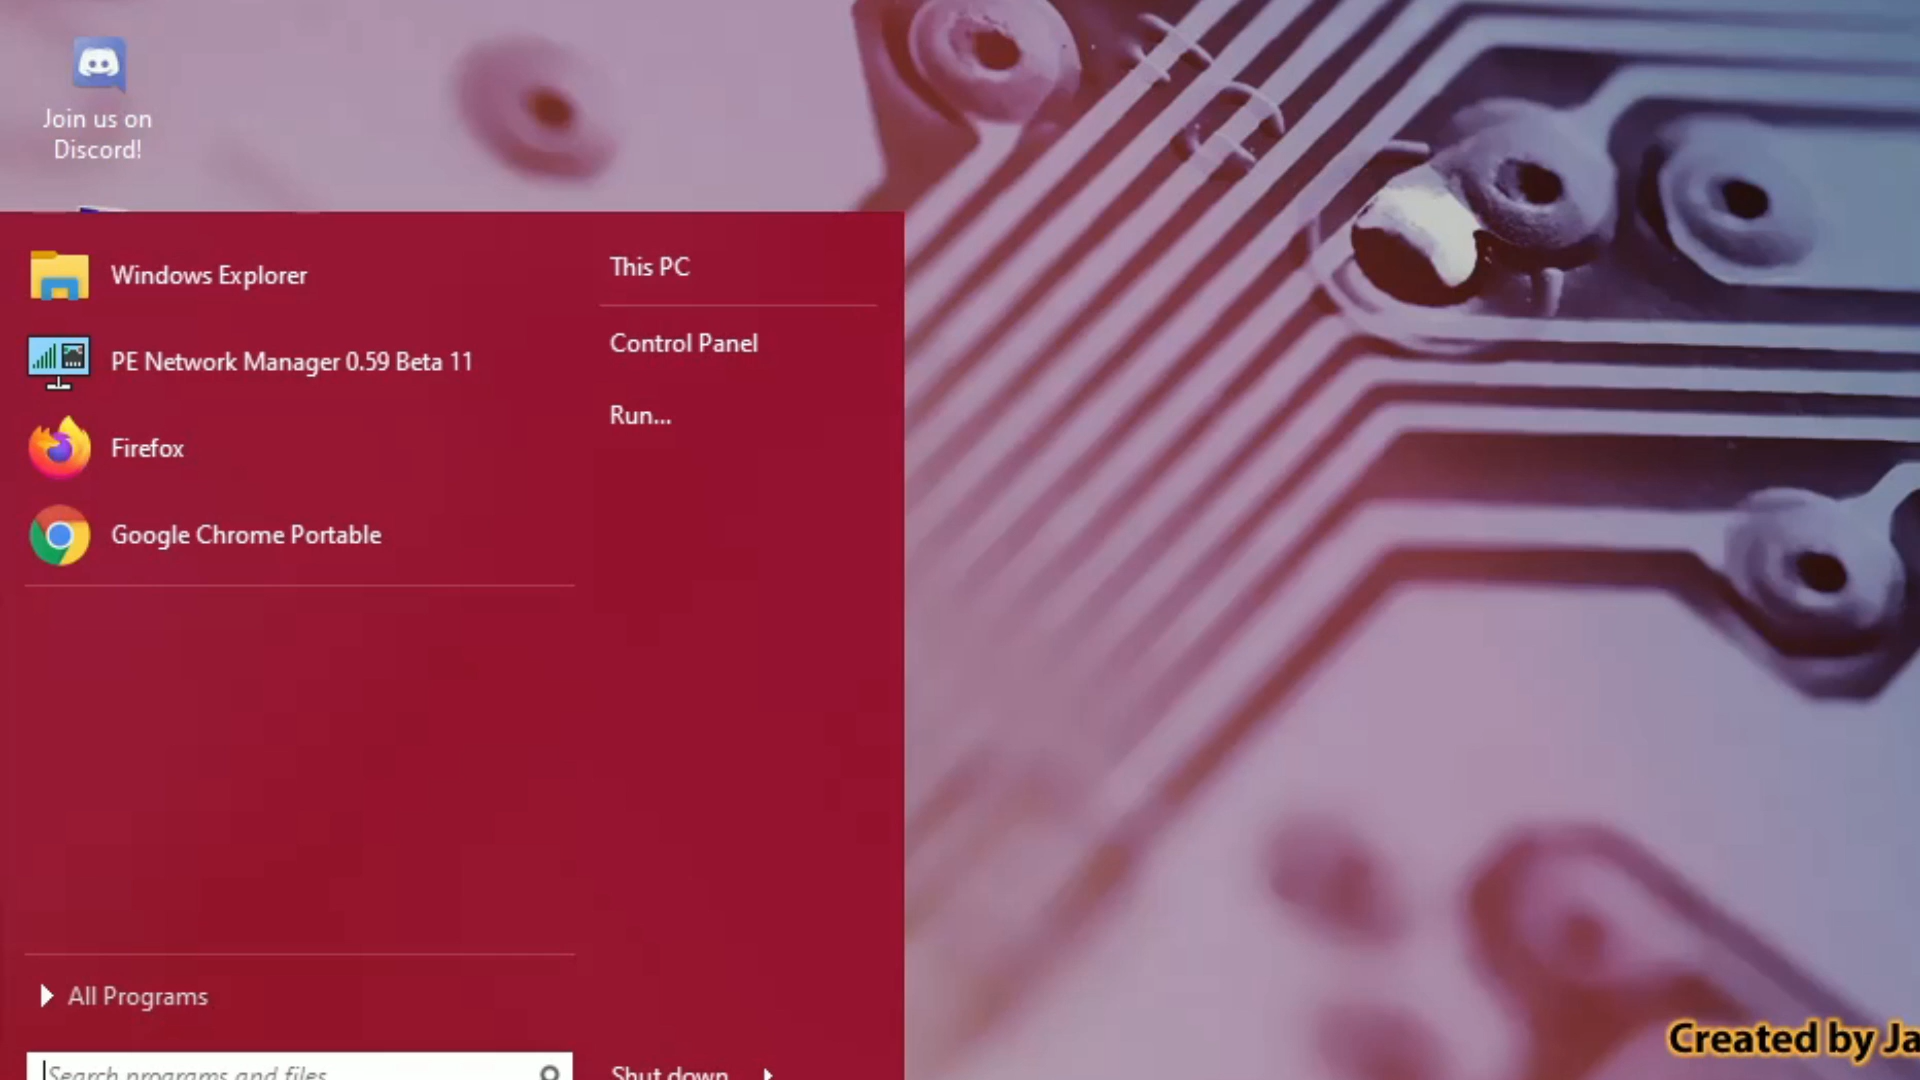 Join us on
Discord!
Windows Explorer
PE Network Manager 0.59 Beta 11
Firefox
Google Chrome Portable
All Programs
Search programs and files
This PC
Control Panel
Run...
Shut down
Created by Ja